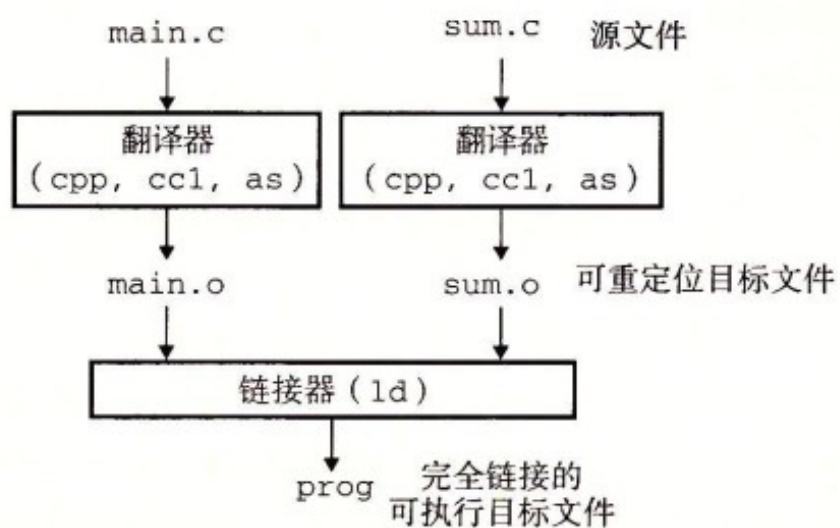 main.c
sum.c
源文件
翻译器
(cpp, cc1, as)
翻译器
(cpp, cc1, as)
main.o
sum.o
可重定位目标文件
链接器(ld)
prog
完全链接的
可执行目标文件